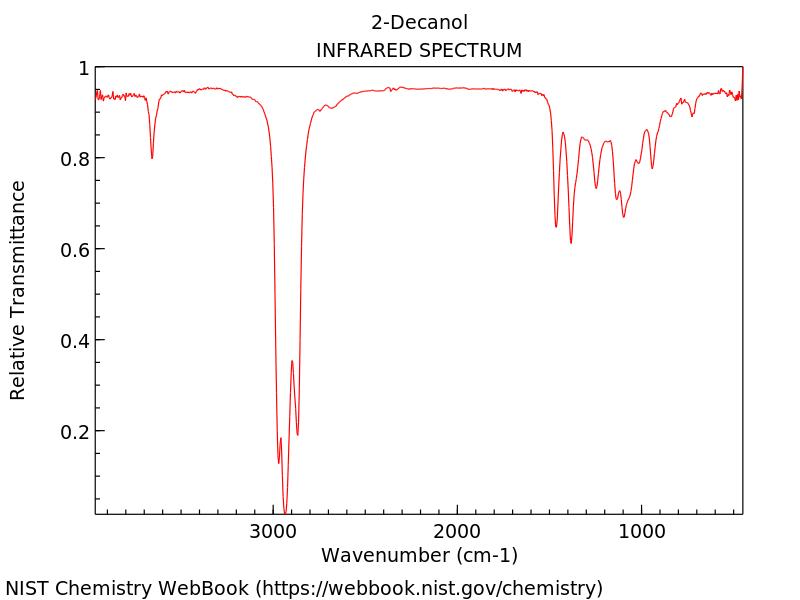 2-Decanol
INFRARED SPECTRUM
1
0.8
0.6
0.4
0.2
Relative Transmittance
3000 2000 1000
Wavenumber (cm-1)
NIST Chemistry WebBook (https://webbook.nist.gov/chemistry)